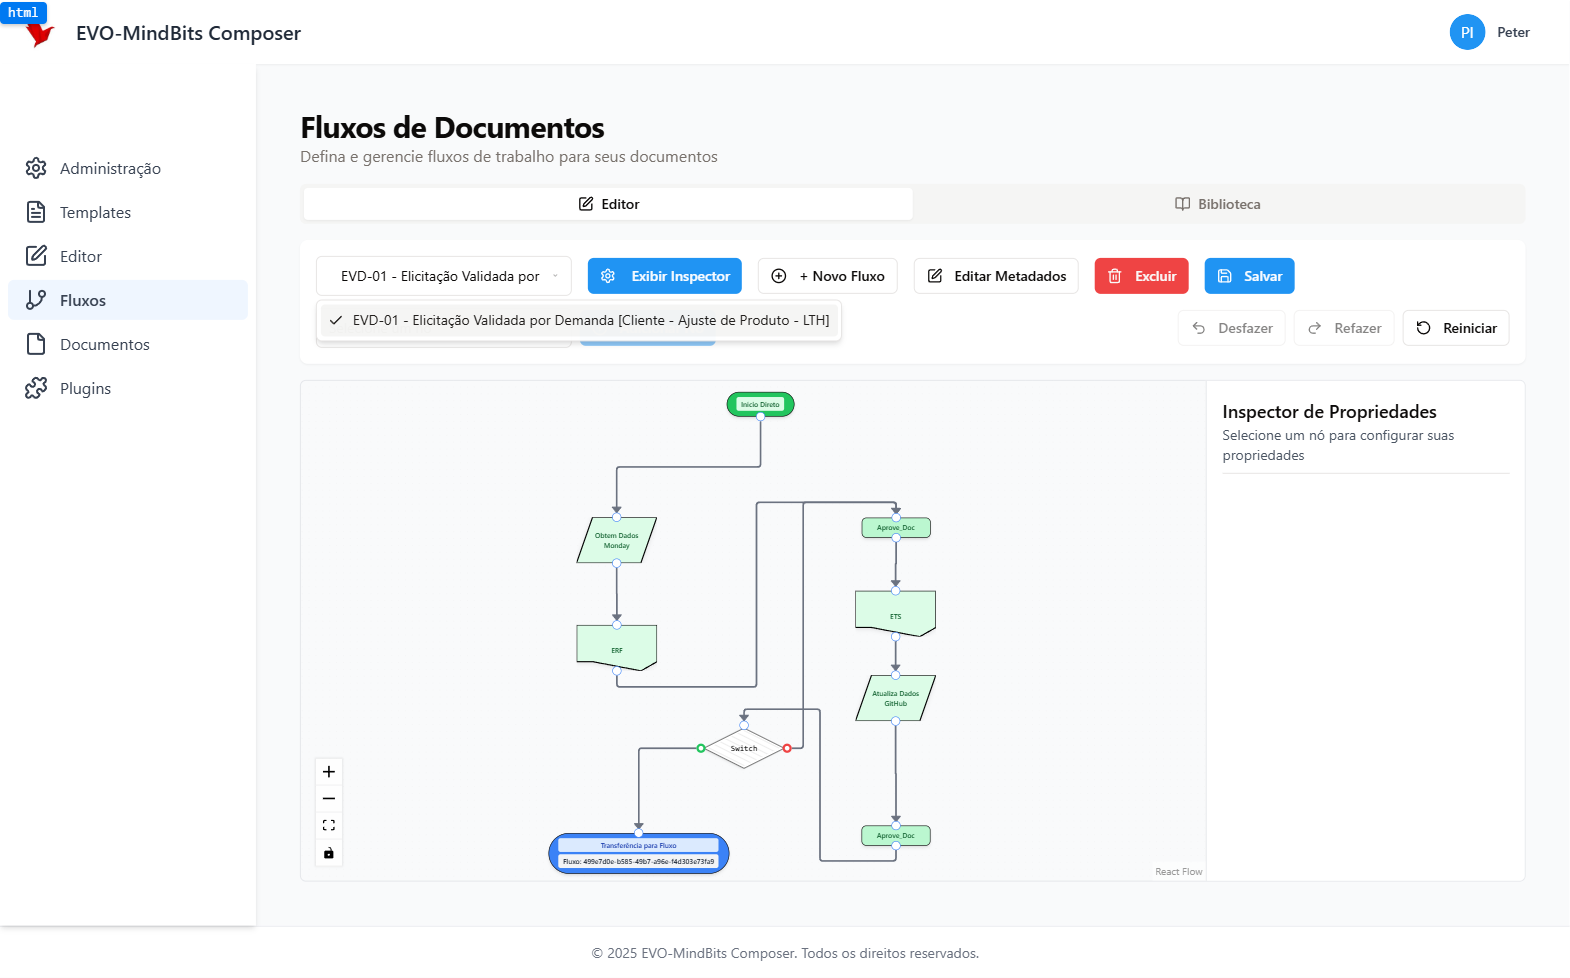 html
EVO-MindBits Composer
PI
Peter
Administração
Templates
Editor
Fluxos
Documentos
Plugins
Fluxos de Documentos
Defina e gerencie fluxos de trabalho para seus documentos
Editor
Biblioteca
EVD-01 - Elicitação Validada por
Exibir Inspector
+ Novo Fluxo
Editar Metadados
Excluir
Salvar
EVD-01 - Elicitação Validada por Demanda [Cliente - Ajuste de Produto - LTH]
Desfazer
Refazer
Reiniciar
Início Direto
Obtem Dados
Monday
ERF
Aprove_Doc
ETS
Atualiza Dados
GitHub
Switch
Aprove_Doc
Transferência para Fluxo
Fluxo: 499e7d0e-b585-49b7-a96e-f4d303e73fa9
React Flow
Inspector de Propriedades
Selecione um nó para configurar suas
propriedades
© 2025 EVO-MindBits Composer. Todos os direitos reservados.